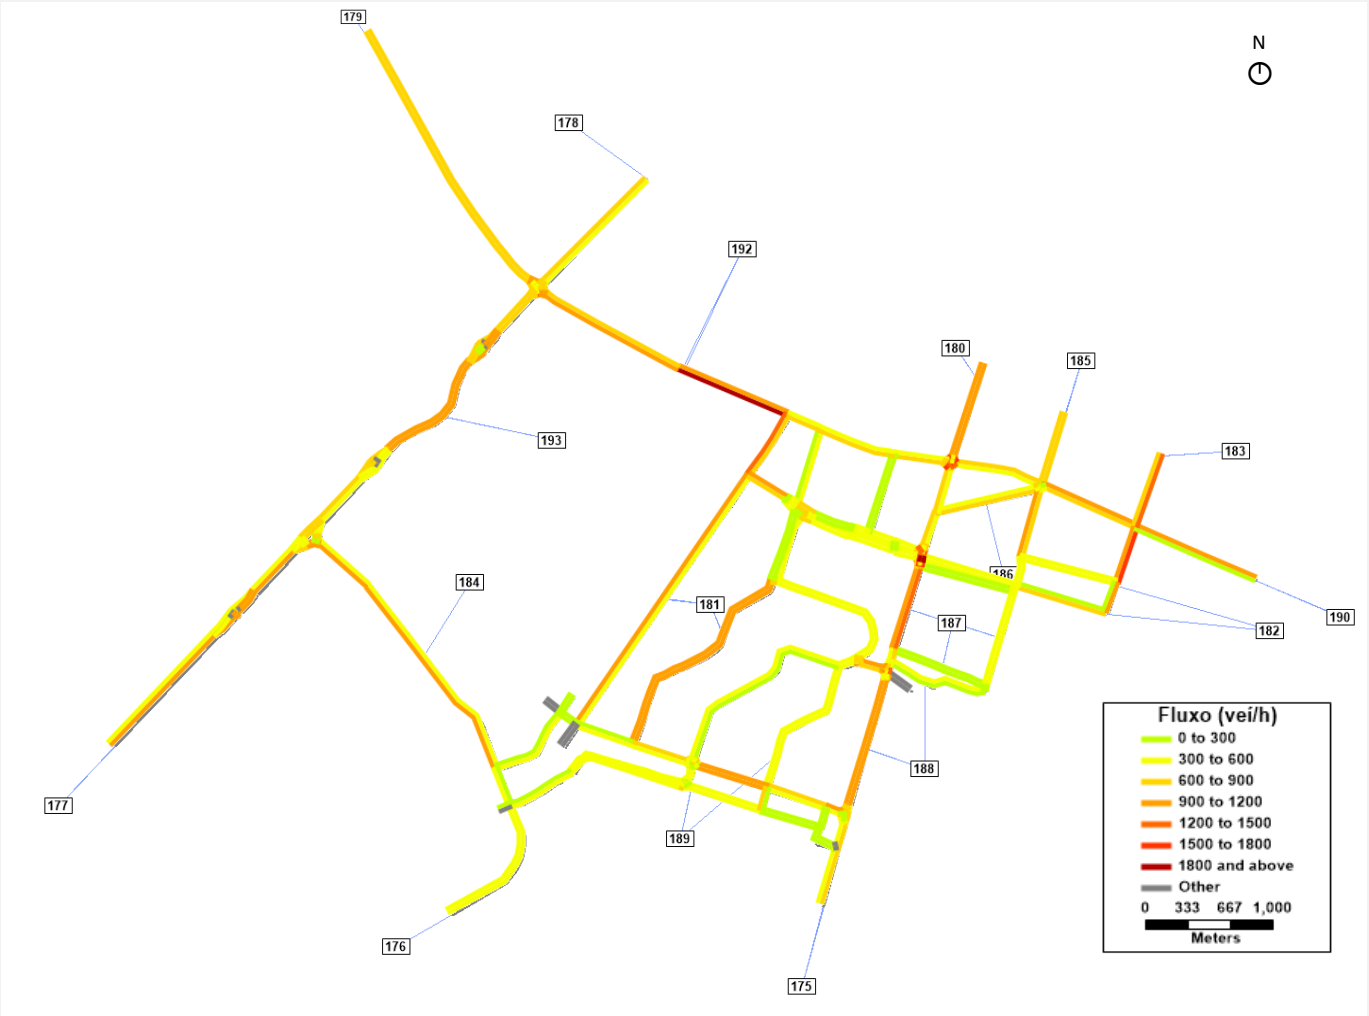 179
N
178
192
180
185
193
183
186
184
181
187
190
182
Fluxo (veí/h)
0 to 300
300 to 600
600 to 900
900 to 1200
1200 to 1500
1500 to 1800
1800 and above
Other
0 333 667 1,000
Meters
188
177
189
176
175